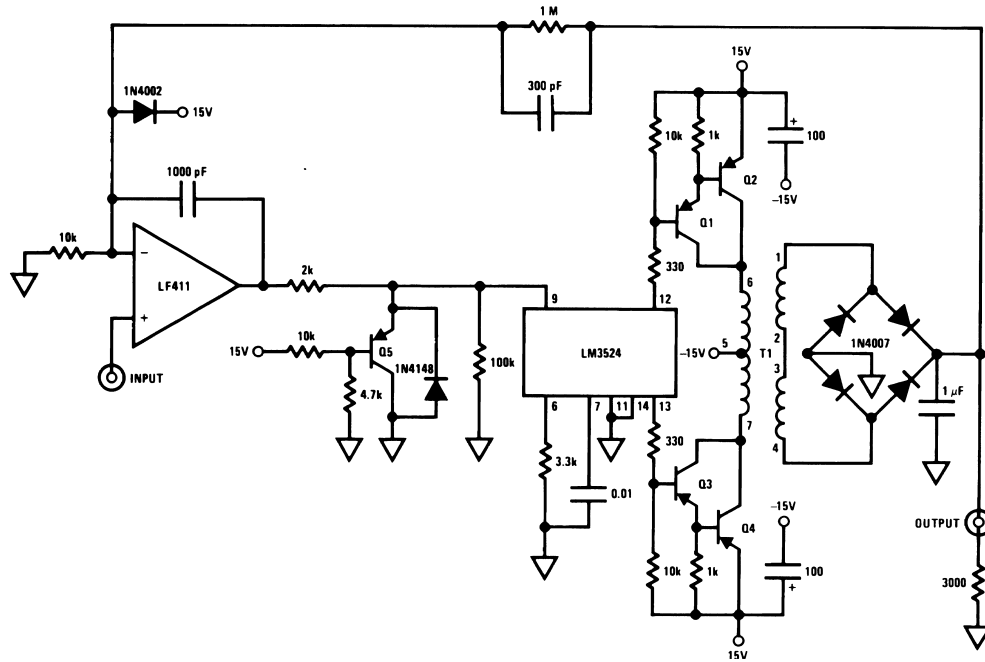 1 M
300 pF
1N4002
15V
1000 pF
10k
–
LF411
+
INPUT
2k
15V
10k
Q5
4.7k
1N4148
100k
9
12
LM3524
6
7
11
14
13
3.3k
0.01
15V
10k
1k
Q2
+
100
–15V
Q1
330
6
–15V
5
T1
7
1
2
3
4
1N4007
1 µF
330
Q3
Q4
10k
1k
–15V
100
+
15V
OUTPUT
3000